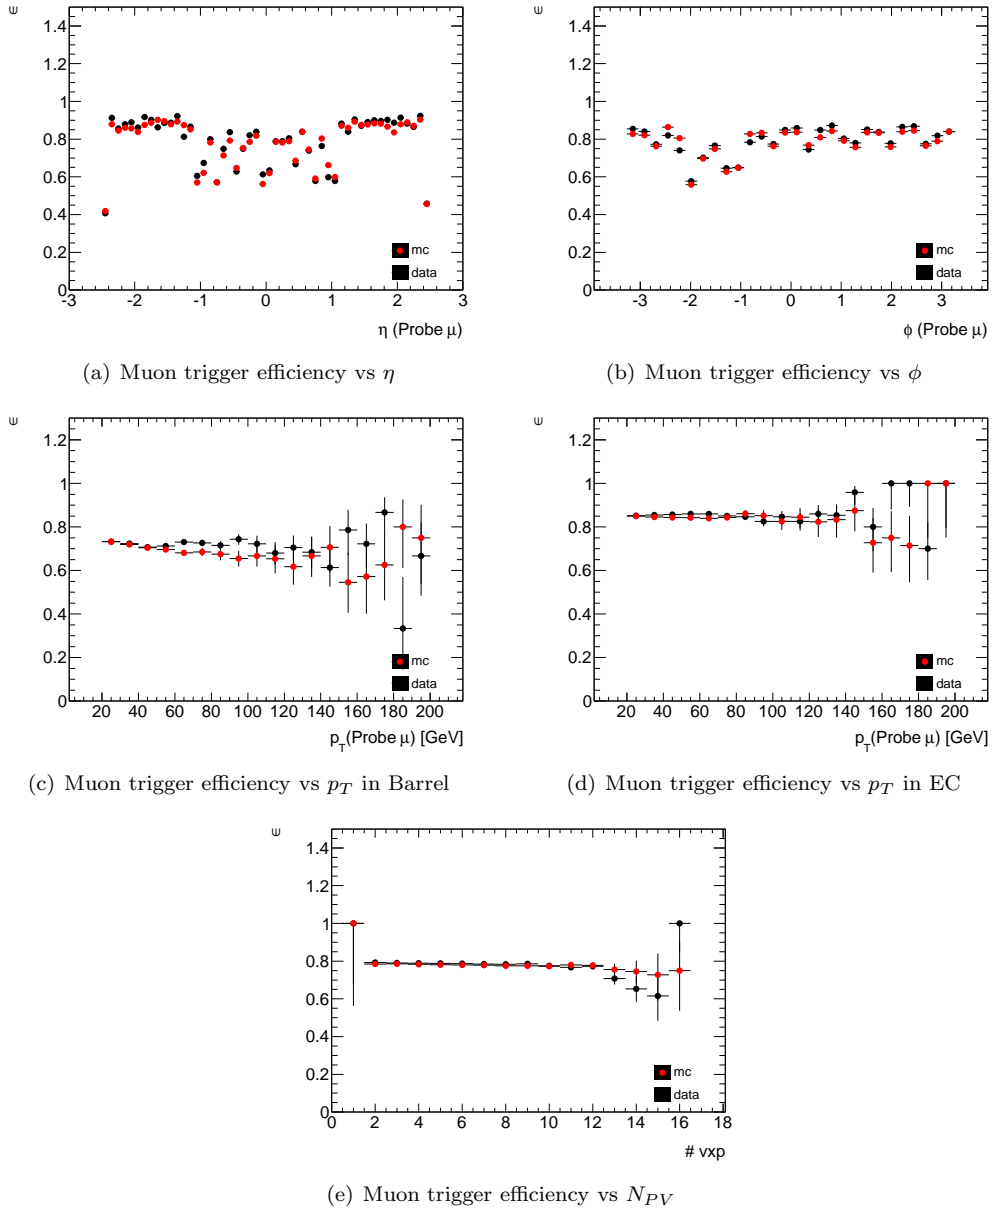 ∈
1.4
1.2
1
0.8
0.6
0.4
0.2
0
mc
data
-3 -2 -1 0 1 2 3
η (Probe μ)
(a) Muon trigger efficiency vs η
∈
1.4
1.2
1
0.8
0.6
0.4
0.2
0
mc
data
-3 -2 -1 0 1 2 3
ϕ (Probe μ)
(b) Muon trigger efficiency vs ϕ
∈
1.2
1
0.8
0.6
0.4
0.2
0
mc
data
20 40 60 80 100 120 140 160 180 200
p_T(Probe μ) [GeV]
(c) Muon trigger efficiency vs p_T in Barrel
∈
1.2
1
0.8
0.6
0.4
0.2
0
mc
data
20 40 60 80 100 120 140 160 180 200
p_T(Probe μ) [GeV]
(d) Muon trigger efficiency vs p_T in EC
∈
1.4
1.2
1
0.8
0.6
0.4
0.2
0
mc
data
0 2 4 6 8 10 12 14 16 18
# vxp
(e) Muon trigger efficiency vs N_{PV}